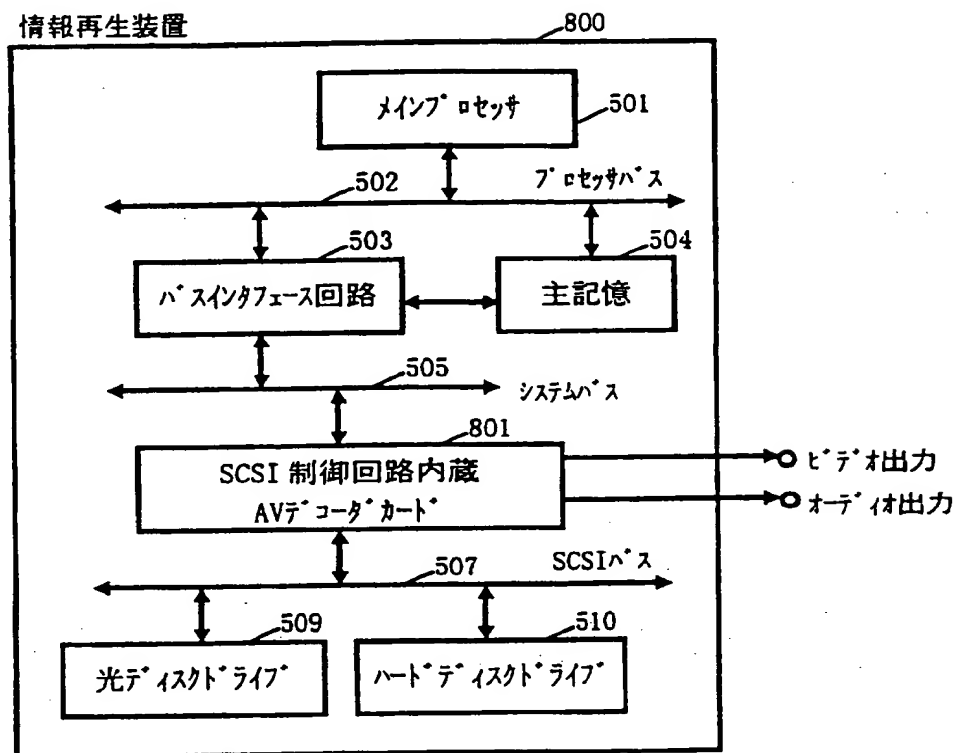 情報再生装置
800
メインプロセッサ
501
502
プロセッサバス
503
504
バスインタフェース回路
主記憶
505
システムバス
801
SCSI 制御回路内蔵
AVデコーダカード
ビデオ出力
オーディオ出力
507
SCSIバス
509
510
光ディスクドライブ
ハードディスクドライブ